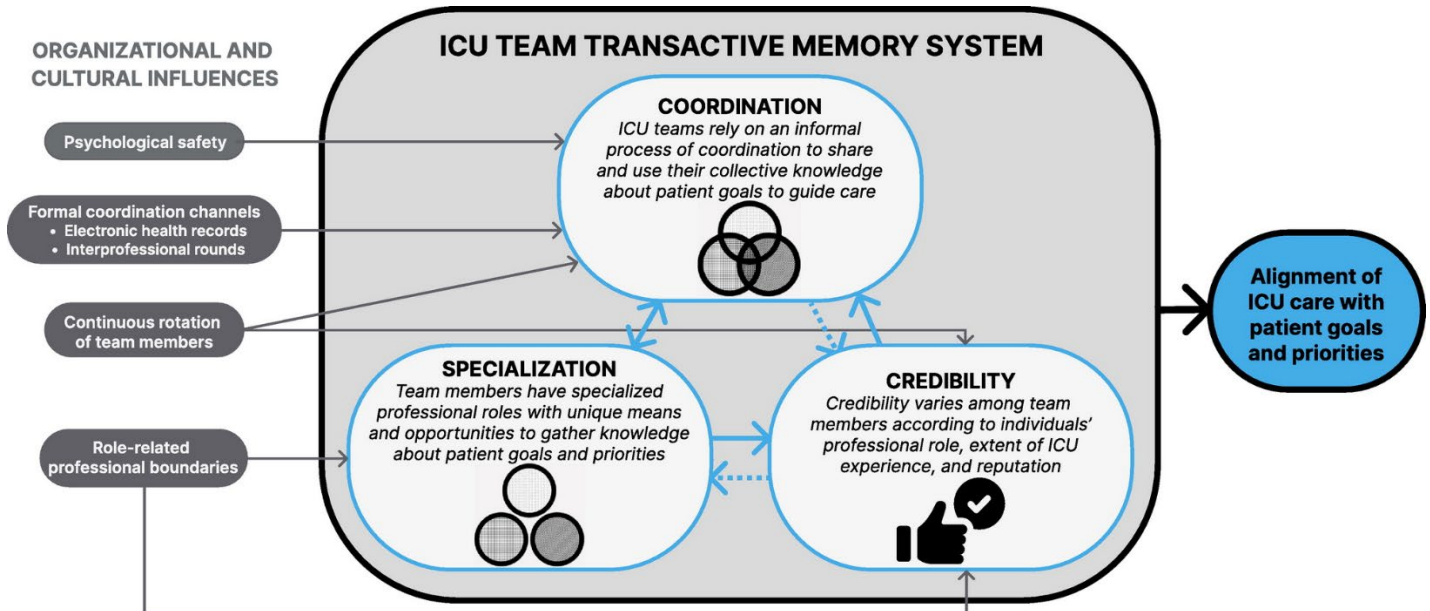 ORGANIZATIONAL AND
CULTURAL INFLUENCES
Psychological safety
Formal coordination channels
• Electronic health records
• Interprofessional rounds
Continuous rotation
of team members
Role-related
professional boundaries
ICU TEAM TRANSACTIVE MEMORY SYSTEM
COORDINATION
ICU teams rely on an informal
process of coordination to share
and use their collective knowledge
about patient goals to guide care
SPECIALIZATION
Team members have specialized
professional roles with unique means
and opportunities to gather knowledge
about patient goals and priorities
CREDIBILITY
Credibility varies among team
members according to individuals’
professional role, extent of ICU
experience, and reputation
Alignment of
ICU care with
patient goals
and priorities